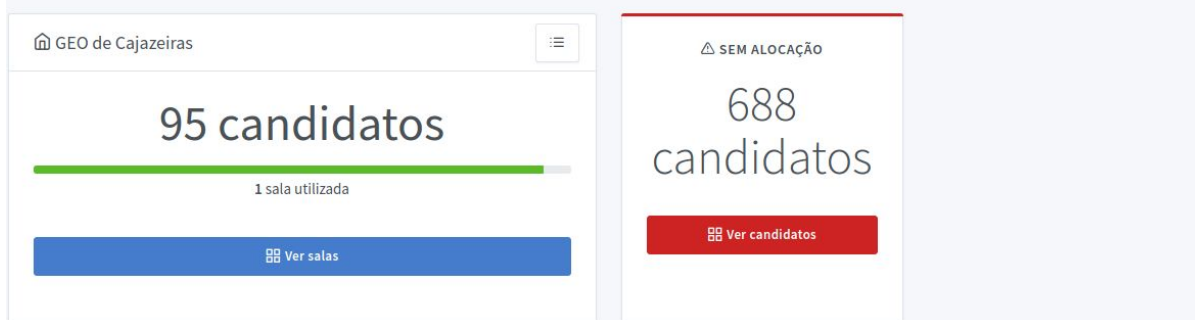 GEO de Cajazeiras
95 candidatos
1 sala utilizada
Ver salas
SEM ALOCAÇÃO
688
candidatos
Ver candidatos